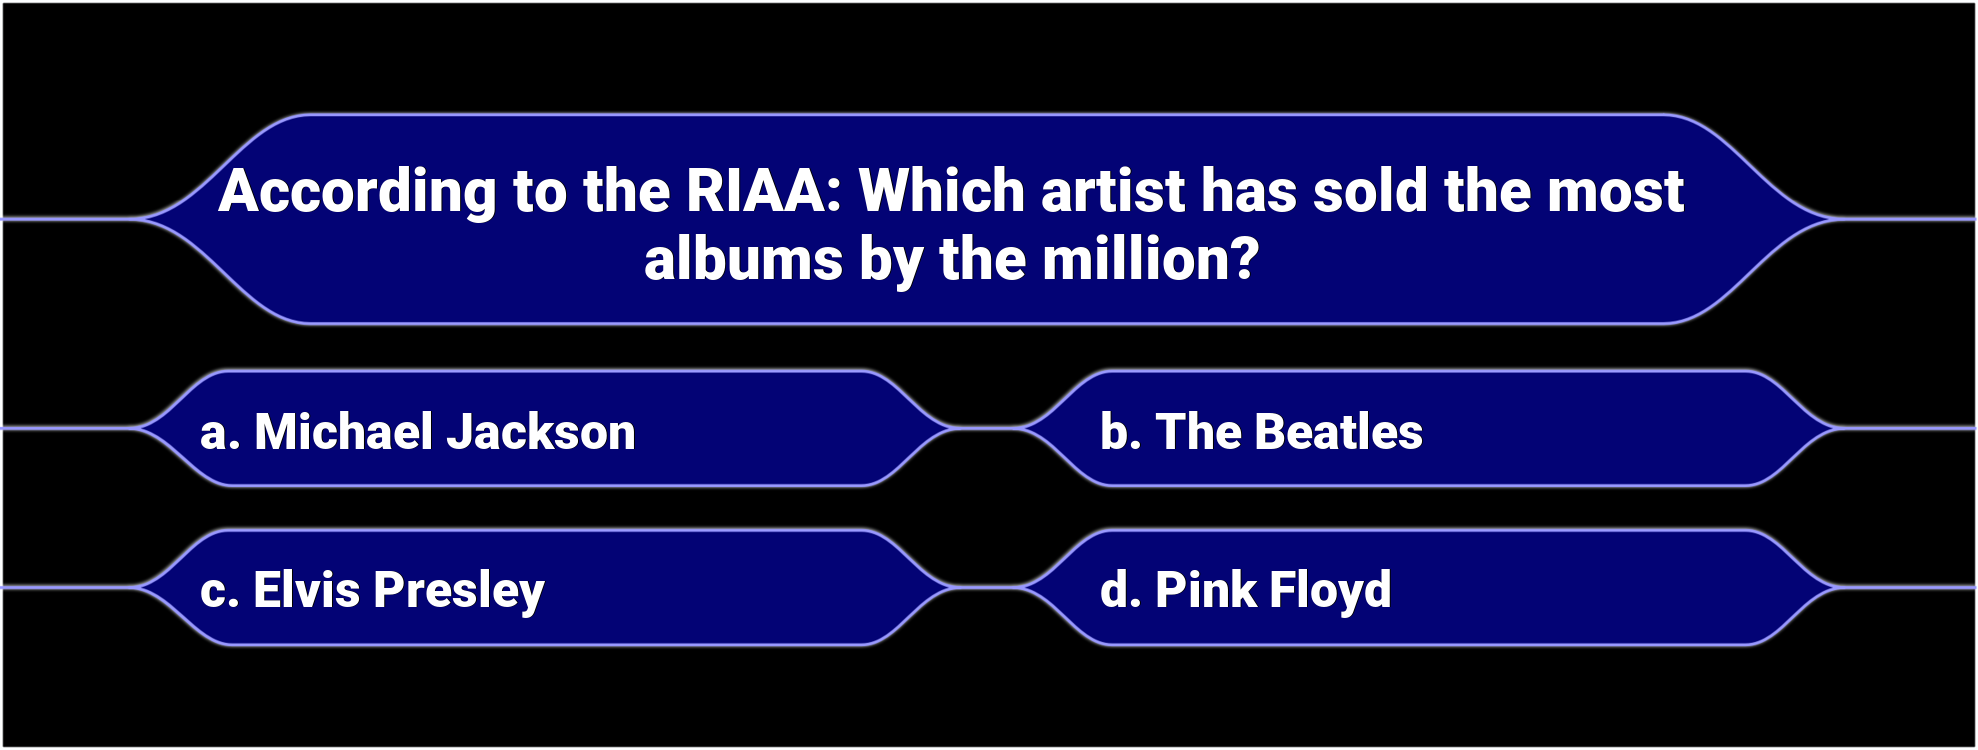 According to the RIAA: Which artist has sold the most
albums by the million?
a. Michael Jackson
b. The Beatles
c. Elvis Presley
d. Pink Floyd